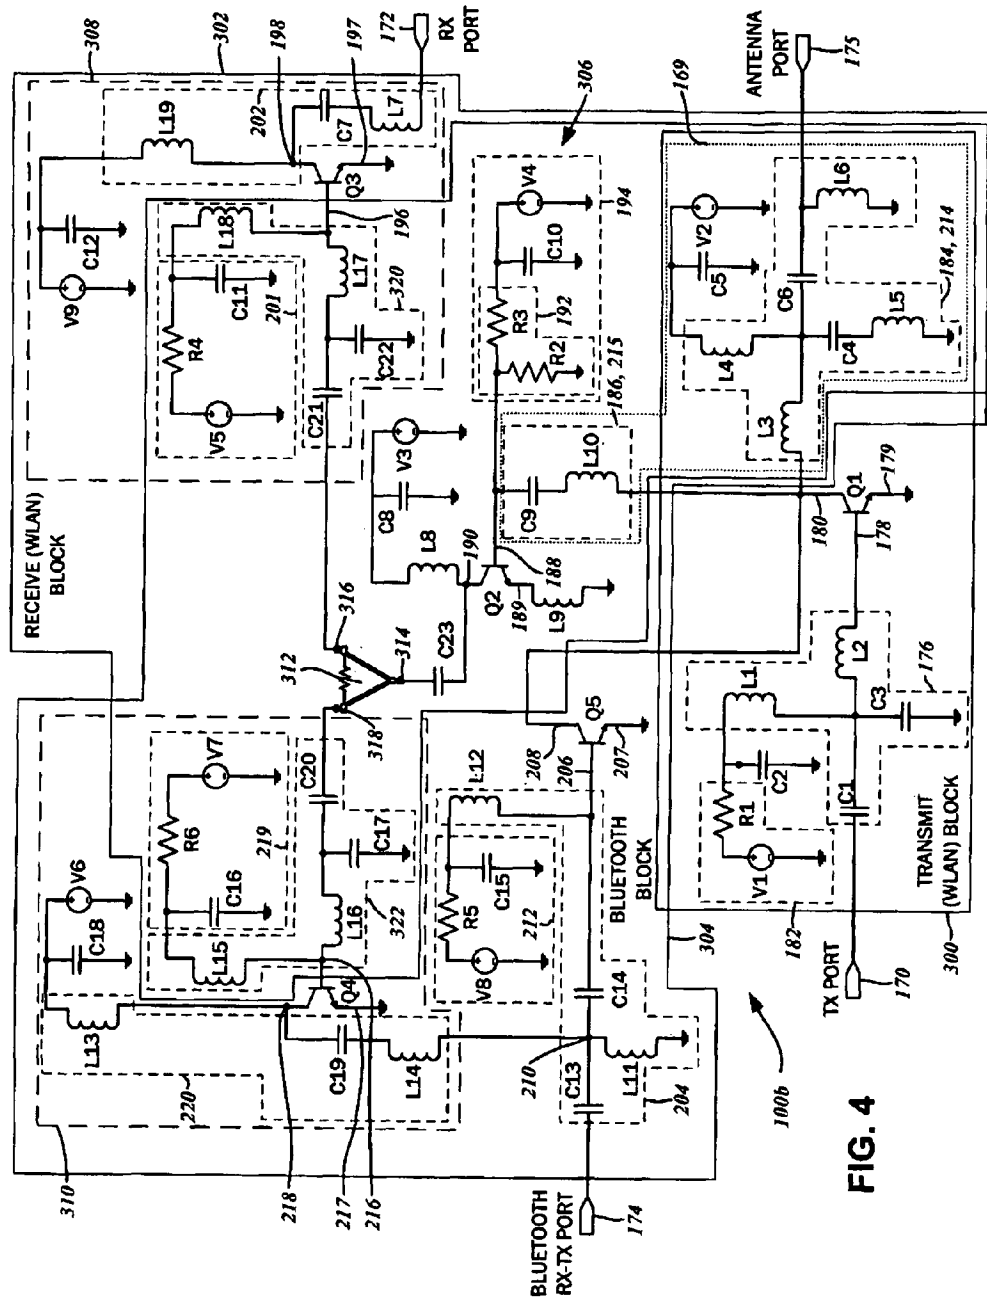 308
302
198
172
RX
PORT
197
202
L19
C7
L7
Q3
C12
V9
196
L18
L17
C11
201
320
R4
C22
V5
C21
RECEIVE (WLAN)
BLOCK
306
V4
194
C10
R3
192
R2
186, 215
V3
C8
L8
190
C9
L10
188
Q2
189
L9
C23
316
312
314
318
ANTENNA
PORT
175
169
V2
L6
184, 214
C5
C6
L5
L4
C4
L3
Q1
179
180
178
L2
L1
176
C3
C2
C1
R1
V1
182
TRANSMIT
(WLAN) BLOCK
300
304
TX PORT
170
208
Q5
206
207
L12
C20
V7
R6
219
C17
C16
322
L16
L15
V6
C18
Q4
L13
C19
L14
220
310
218
217
216
R5
C15
212
V8
BLUETOOTH
BLOCK
C14
210
C13
L11
204
BLUETOOTH
RX-TX PORT
174
100b
FIG. 4